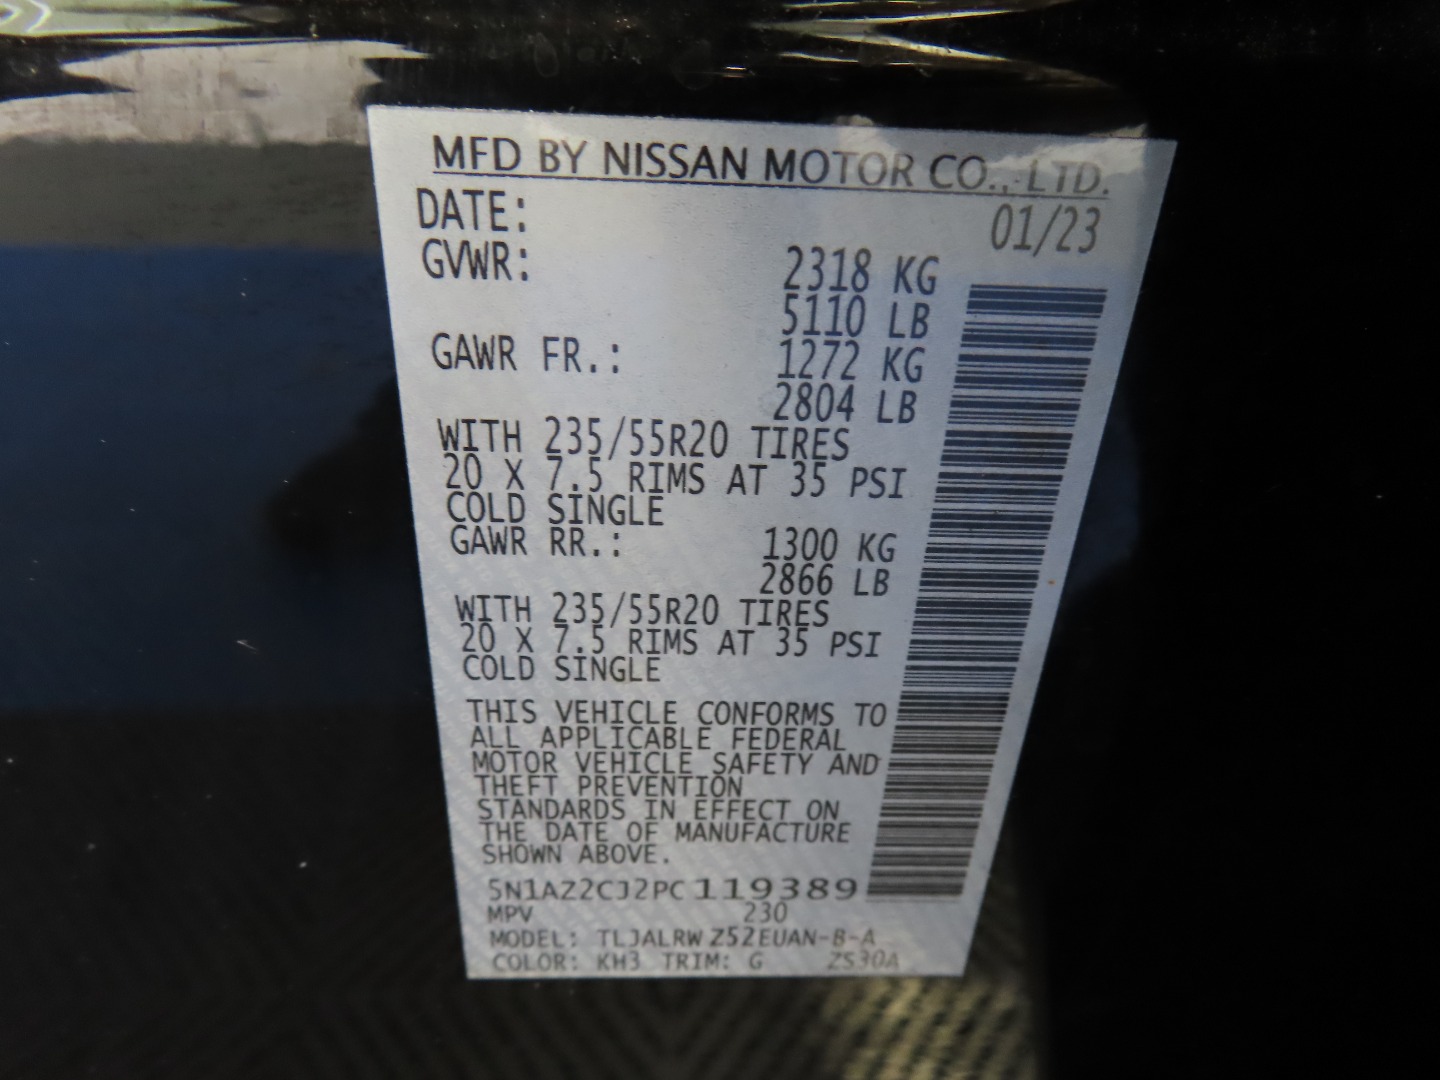 MFD BY NISSAN MOTOR CO., LTD.
DATE: 01/23
GVWR: 2318 KG
5110 LB
GAWR FR.: 1272 KG
2804 LB
WITH 235/55R20 TIRES
20 X 7.5 RIMS AT 35 PSI
COLD SINGLE
GAWR RR.: 1300 KG
2866 LB
WITH 235/55R20 TIRES
20 X 7.5 RIMS AT 35 PSI
COLD SINGLE
THIS VEHICLE CONFORMS TO
ALL APPLICABLE FEDERAL
MOTOR VEHICLE SAFETY AND
THEFT PREVENTION
STANDARDS IN EFFECT ON
THE DATE OF MANUFACTURE
SHOWN ABOVE.
5N1AZ2CJ2PC119389
MPV 230
MODEL: TLJALRW Z52EUAN-B-A
COLOR: KH3 TRIM: G ZS30A